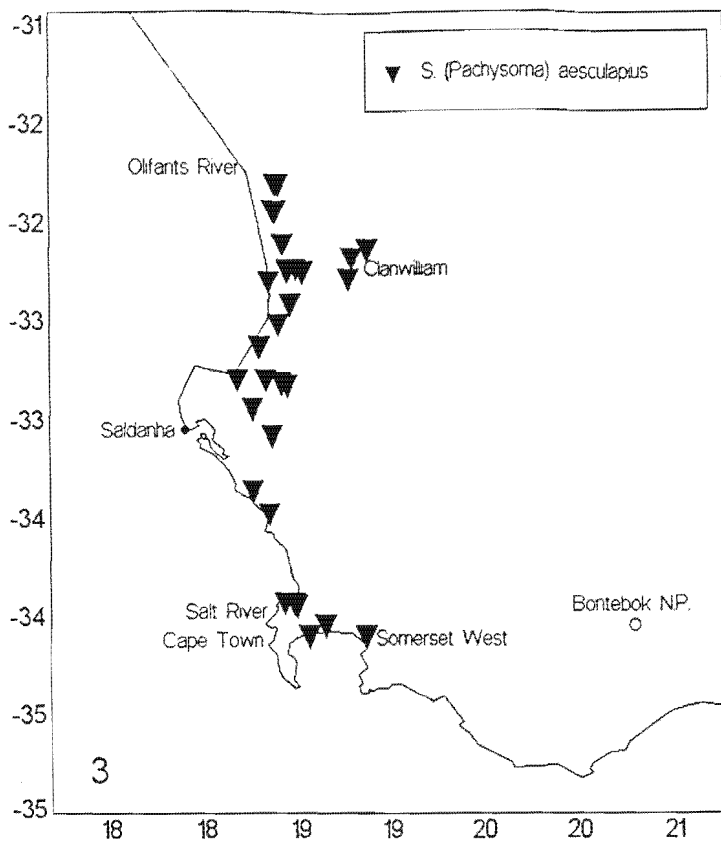 -31
S. (Pachysoma) aesculapius
-32
Olifants River
-32
Clanwilliam
-33
-33
Saldanha
-34
-34
Salt River
Cape Town
Somerset West
Bontebok N.P.
-35
3
-35
18 18 19 19 20 20 21